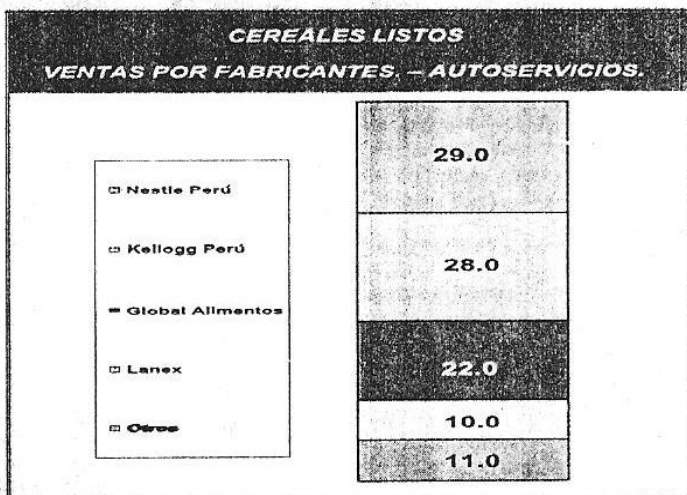 CEREALES LISTOS
VENTAS POR FABRICANTES. – AUTOSERVICIOS.
Nestle Perú
Kellogg Perú
Global Alimentos
Lanex
Otros
29.0
28.0
22.0
10.0
11.0